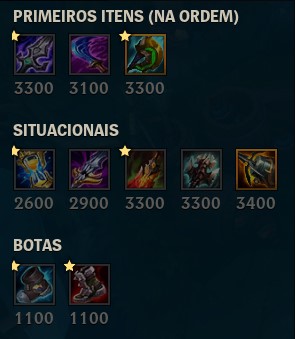 PRIMEIROS ITENS (NA ORDEM)
3300 3100 3300
SITUACIONAIS
2600 2900 3300 3300 3400
BOTAS
1100 1100